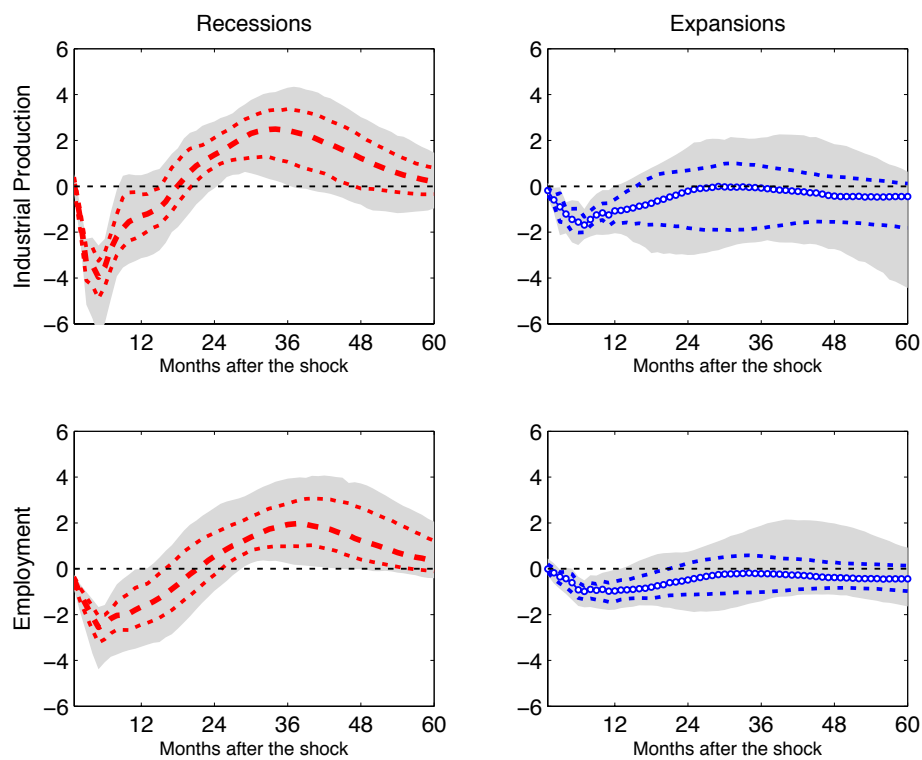 Recessions
Expansions
Industrial Production
6
4
2
0
−2
−4
−6
12 24 36 48 60
Months after the shock
6
4
2
0
−2
−4
−6
12 24 36 48 60
Months after the shock
Employment
6
4
2
0
−2
−4
−6
12 24 36 48 60
Months after the shock
6
4
2
0
−2
−4
−6
12 24 36 48 60
Months after the shock